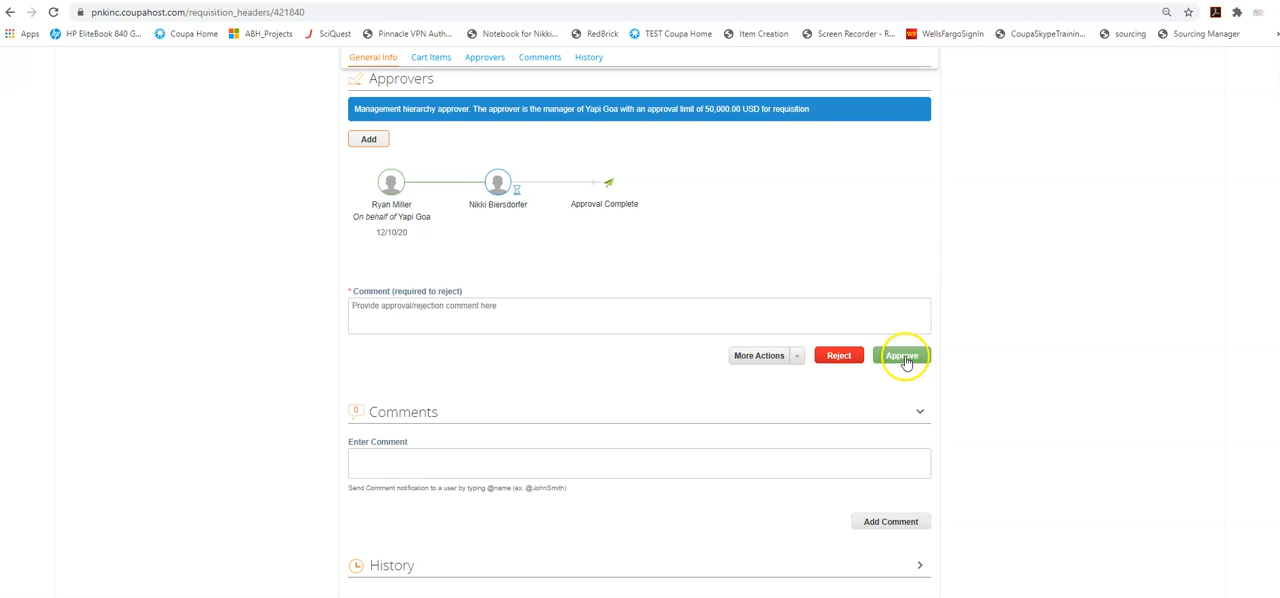 pnkinc.coupahost.com/requisition_headers/421840
Apps HP EliteBook 840 G... Coupa Home ABH_Projects SciQuest Pinnacle VPN Auth... Notebook for Nikki... RedBrick TEST Coupa Home Item Creation Screen Recorder - R... WellsFargoSignIn CoupaSkypeTrainin... sourcing Sourcing Manager
General Info Cart Items Approvers Comments History
Approvers
Management hierarchy approver. The approver is the manager of Yapi Goa with an approval limit of 50,000.00 USD for requisition
Add
Ryan Miller Nikki Biersdorfer Approval Complete
On behalf of Yapi Goa
12/10/20
* Comment (required to reject)
Provide approval/rejection comment here
More Actions Reject Approve
0 Comments
Enter Comment
Send Comment notification to a user by typing @name (ex. @JohnSmith)
Add Comment
History